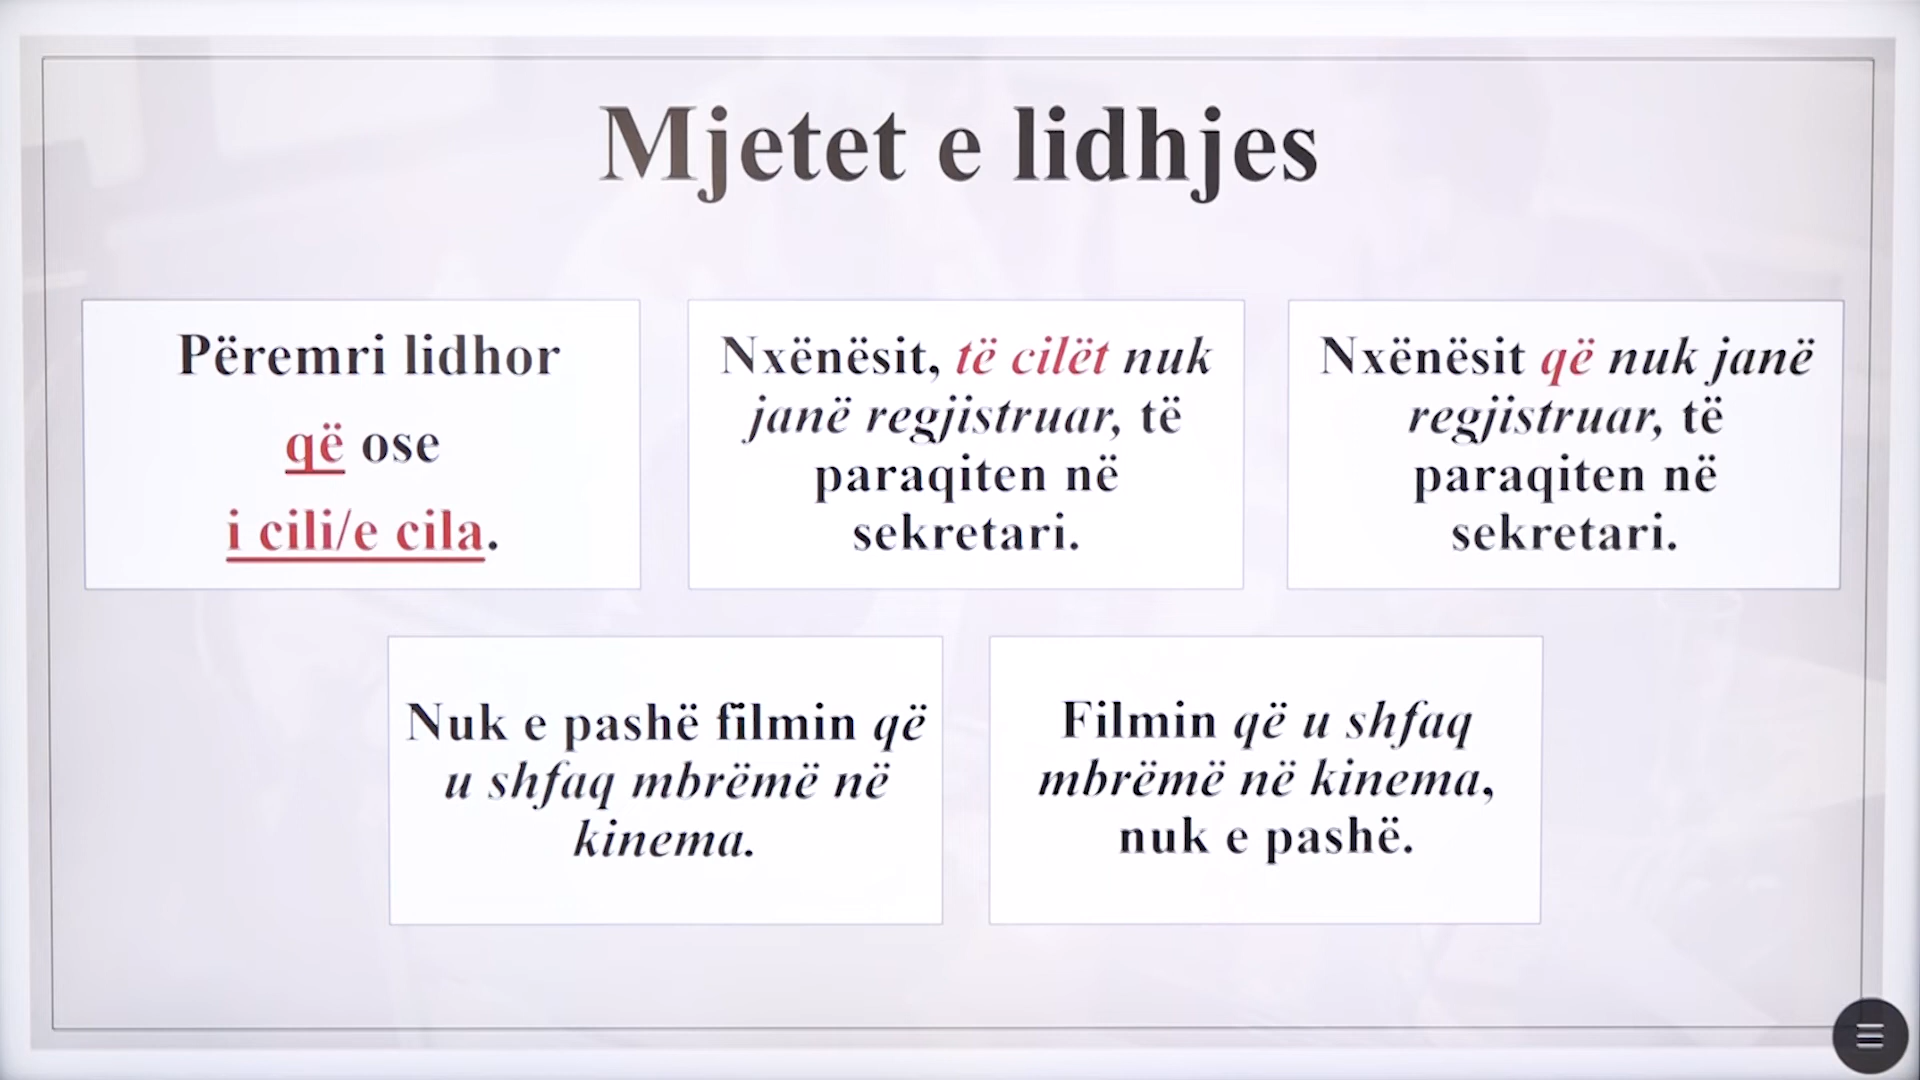 Mjetet e lidhjes
Përemri lidhor
që ose
i cili/e cila.
Nxënësit, të cilët nuk
janë regjistruar, të
paraqiten në
sekretari.
Nxënësit që nuk janë
regjistruar, të
paraqiten në
sekretari.
Nuk e pashë filmin që
u shfaq mbrëmë në
kinema.
Filmin që u shfaq
mbrëmë në kinema,
nuk e pashë.